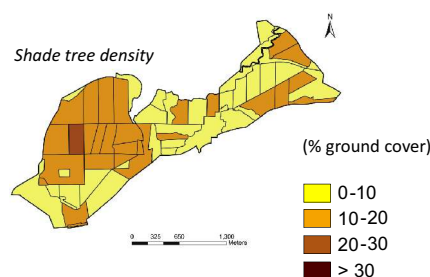 N
Shade tree density
(% ground cover)
0-10
10-20
20-30
> 30
0 325 650 1,300
Meters